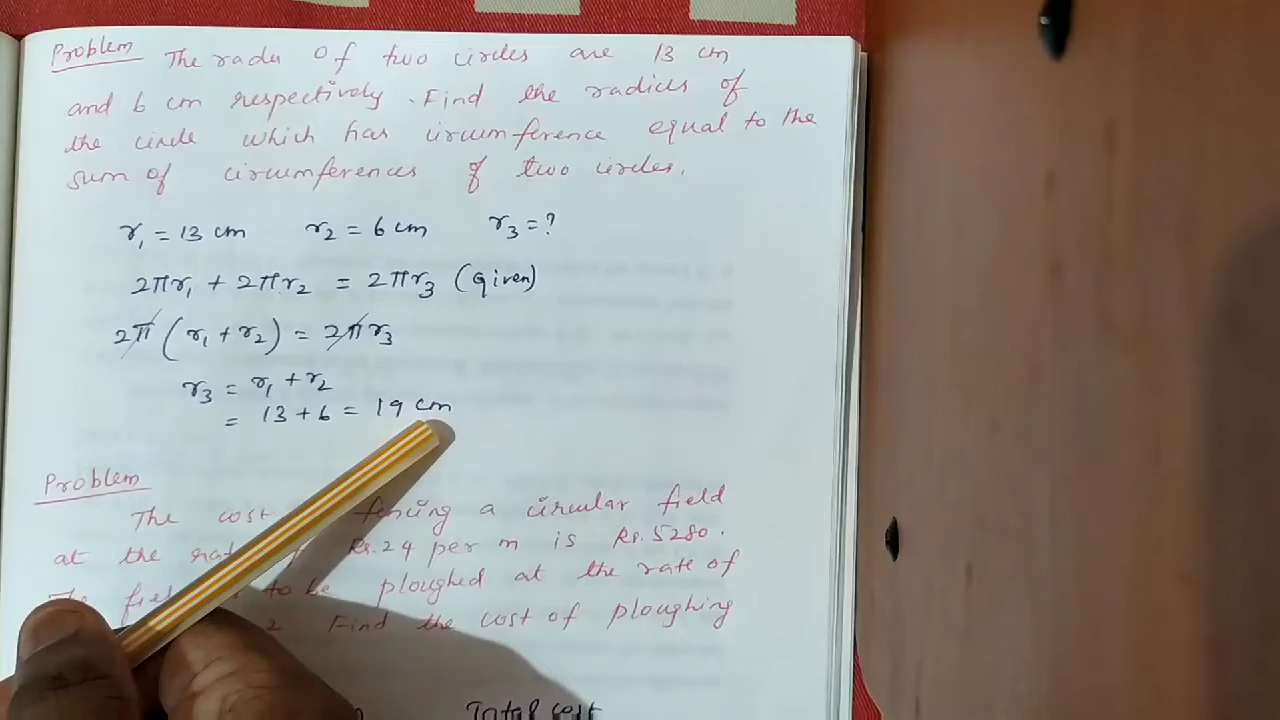 Problem The radii of two circles are 13 cm
and 6 cm respectively. Find the radius of
the circle which has circumference equal to the
sum of circumferences of two circles.
r₁ = 13 cm r₂ = 6 cm r₃ = ?
2πr₁ + 2πr₂ = 2πr₃ (Given)
2π (r₁ + r₂) = 2π r₃
r₃ = r₁ + r₂
= 13 + 6 = 19 cm
Problem
The cost fencing a circular field
at the Rs. 24 per m is Rs. 5280.
to be ploughed at the rate of
2 Find the cost of ploughing
Total cost